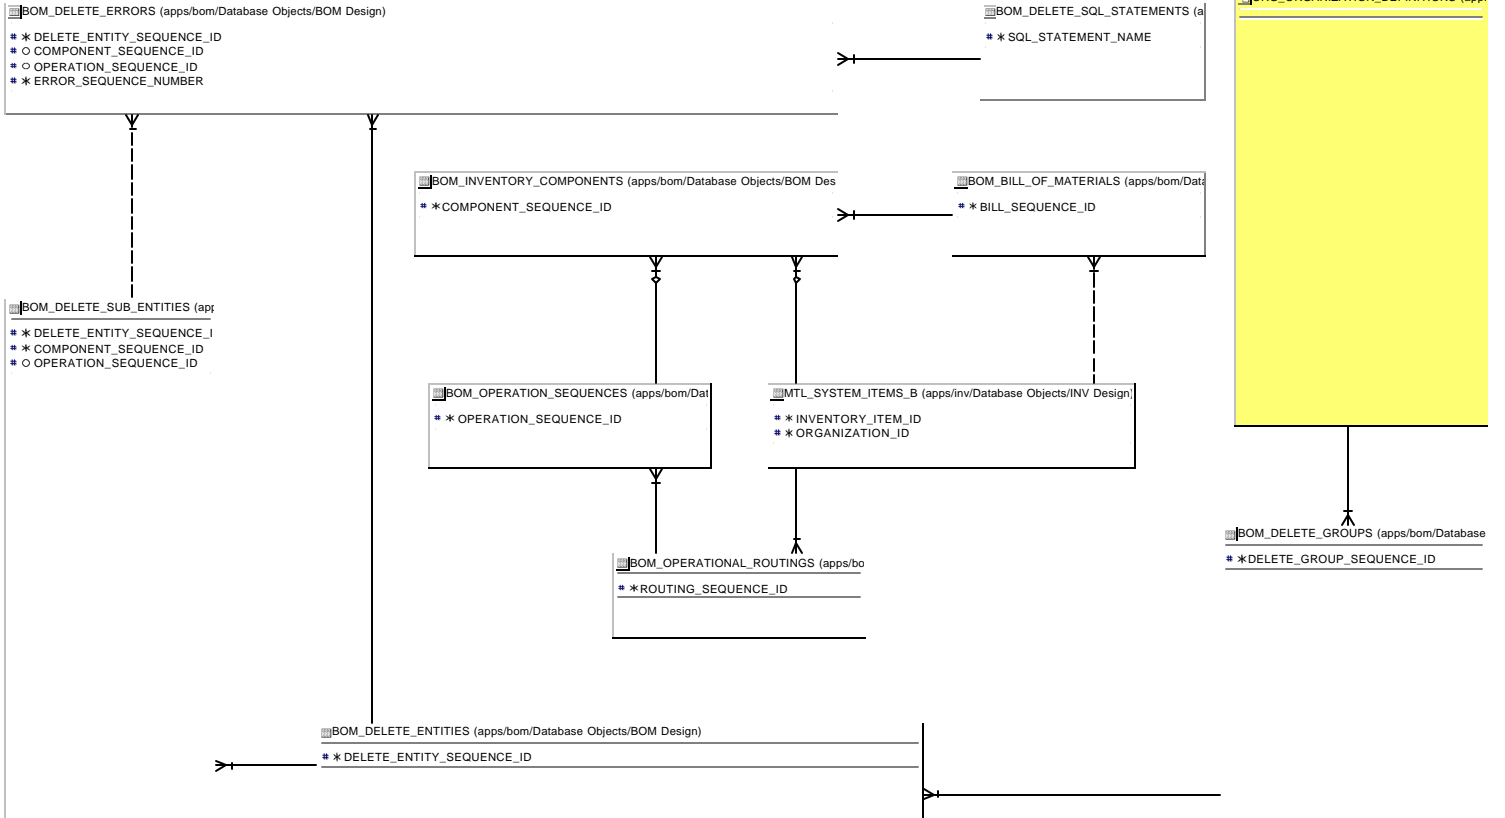 BOM_DELETE_ERRORS (apps/bom/Database Objects/BOM Design)
# * DELETE_ENTITY_SEQUENCE_ID
# O COMPONENT_SEQUENCE_ID
# O OPERATION_SEQUENCE_ID
# * ERROR_SEQUENCE_NUMBER
BOM_DELETE_SQL_STATEMENTS (a
# * SQL_STATEMENT_NAME
BOM_INVENTORY_COMPONENTS (apps/bom/Database Objects/BOM Des
# * COMPONENT_SEQUENCE_ID
BOM_BILL_OF_MATERIALS (apps/bom/Data
# * BILL_SEQUENCE_ID
BOM_DELETE_SUB_ENTITIES (app
# * DELETE_ENTITY_SEQUENCE_I
# * COMPONENT_SEQUENCE_ID
# O OPERATION_SEQUENCE_ID
BOM_OPERATION_SEQUENCES (apps/bom/Dat
# * OPERATION_SEQUENCE_ID
MTL_SYSTEM_ITEMS_B (apps/inv/Database Objects/INV Design)
# * INVENTORY_ITEM_ID
# * ORGANIZATION_ID
BOM_DELETE_GROUPS (apps/bom/Database
# * DELETE_GROUP_SEQUENCE_ID
BOM_OPERATIONAL_ROUTINGS (apps/bo
# * ROUTING_SEQUENCE_ID
BOM_DELETE_ENTITIES (apps/bom/Database Objects/BOM Design)
# * DELETE_ENTITY_SEQUENCE_ID